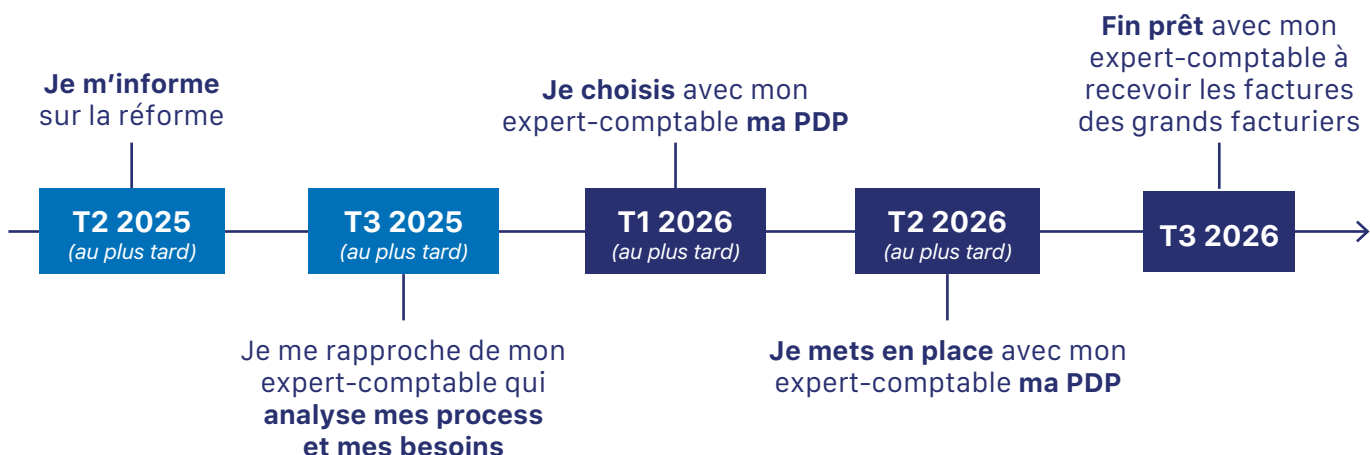 Je m'informe
sur la réforme
T2 2025
(au plus tard)
T3 2025
(au plus tard)
Je me rapproche de mon
expert-comptable qui
analyse mes process
et mes besoins
Je choisis avec mon
expert-comptable ma PDP
T1 2026
(au plus tard)
T2 2026
(au plus tard)
Je mets en place avec mon
expert-comptable ma PDP
Fin prêt avec mon
expert-comptable à
recevoir les factures
des grands facturiers
T3 2026